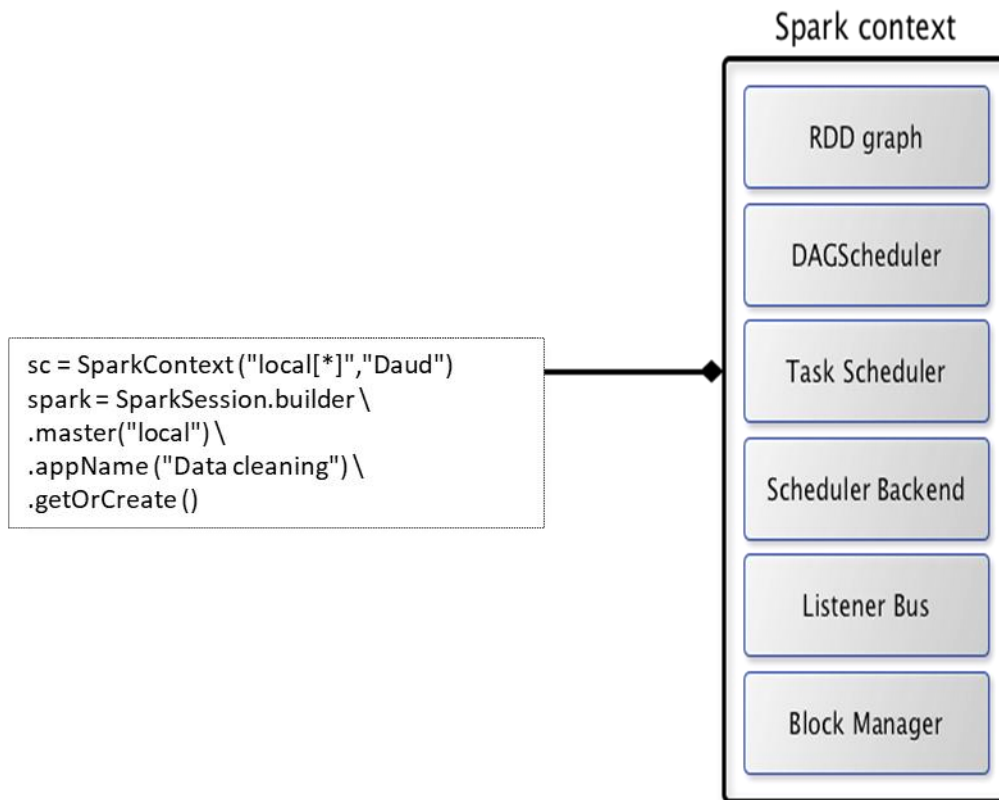 Spark context
RDD graph
DAGScheduler
Task Scheduler
Scheduler Backend
Listener Bus
Block Manager
sc = SparkContext("local[*]","Daud")
spark = SparkSession.builder \
.master("local") \
.appName("Data cleaning") \
.getOrCreate()